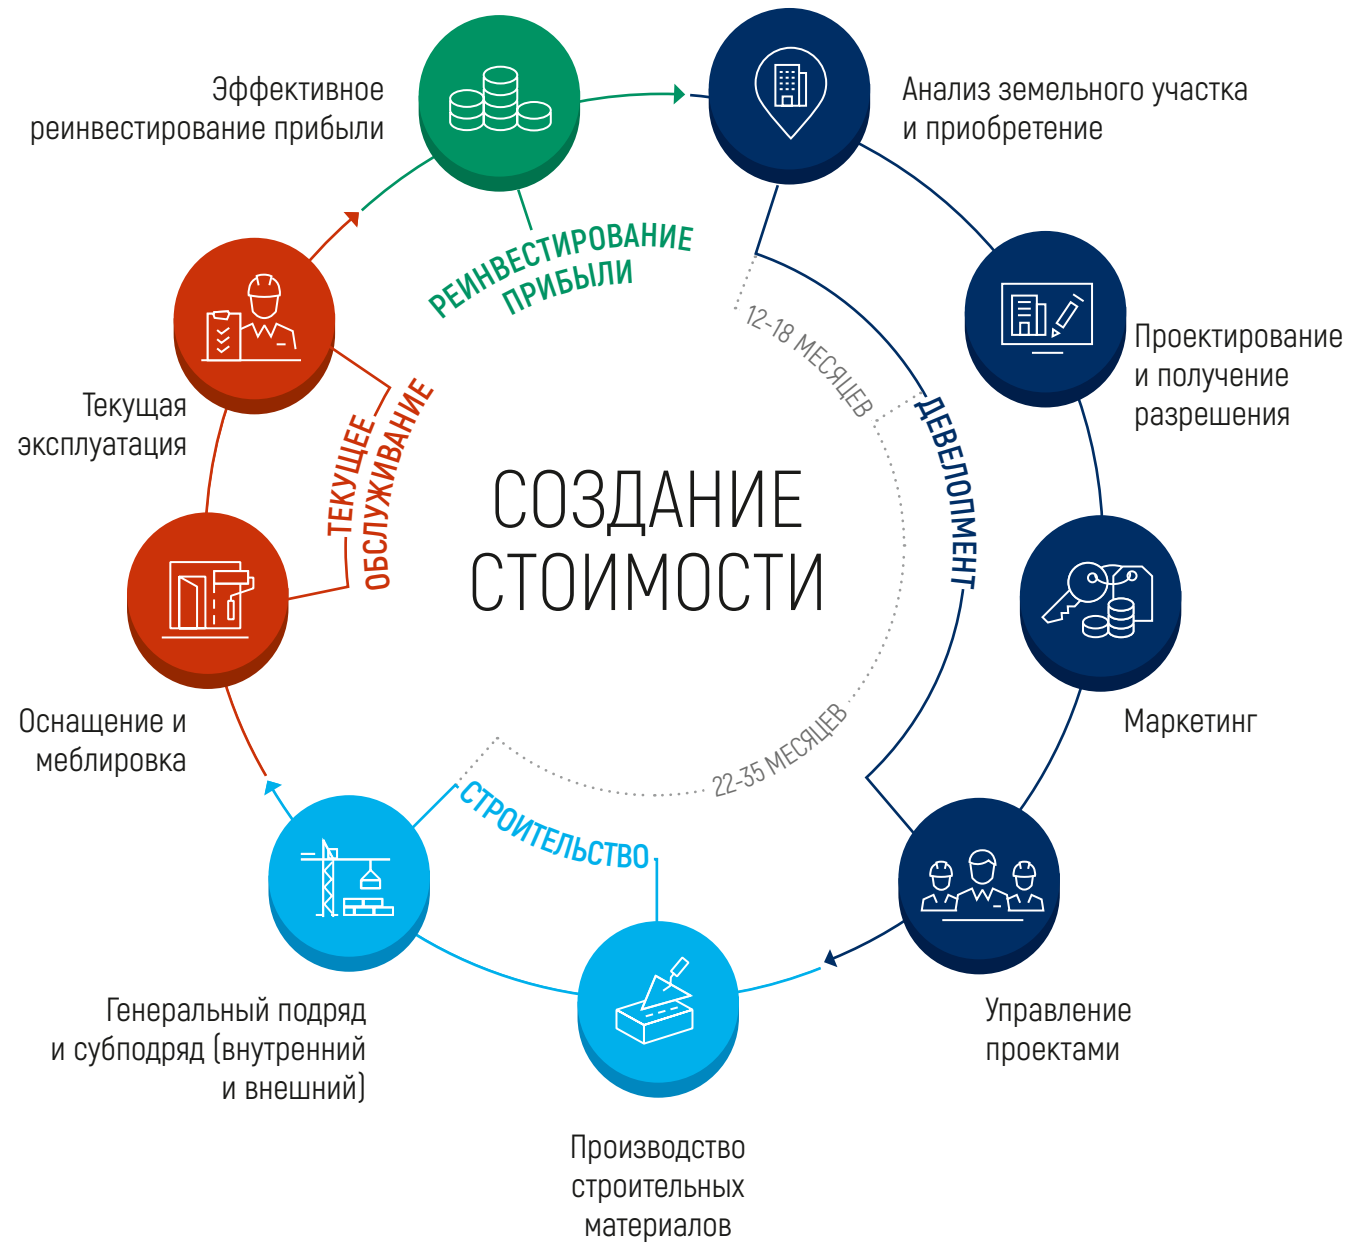 Эффективное
реинвестирование прибыли
Анализ земельного участка
и приобретение
РЕИНВЕСТИРОВАНИЕ
ПРИБЫЛИ
12-18 МЕСЯЦЕВ
Проектирование
и получение
разрешения
Текущая
эксплуатация
ТЕКУЩЕЕ
ОБСЛУЖИВАНИЕ
ДЕВЕЛОПМЕНТ
СОЗДАНИЕ
СТОИМОСТИ
Оснащение и
меблировка
Маркетинг
22-35 МЕСЯЦЕВ
СТРОИТЕЛЬСТВО
Генеральный подряд
и субподряд (внутренний
и внешний)
Управление
проектами
Производство
строительных
материалов